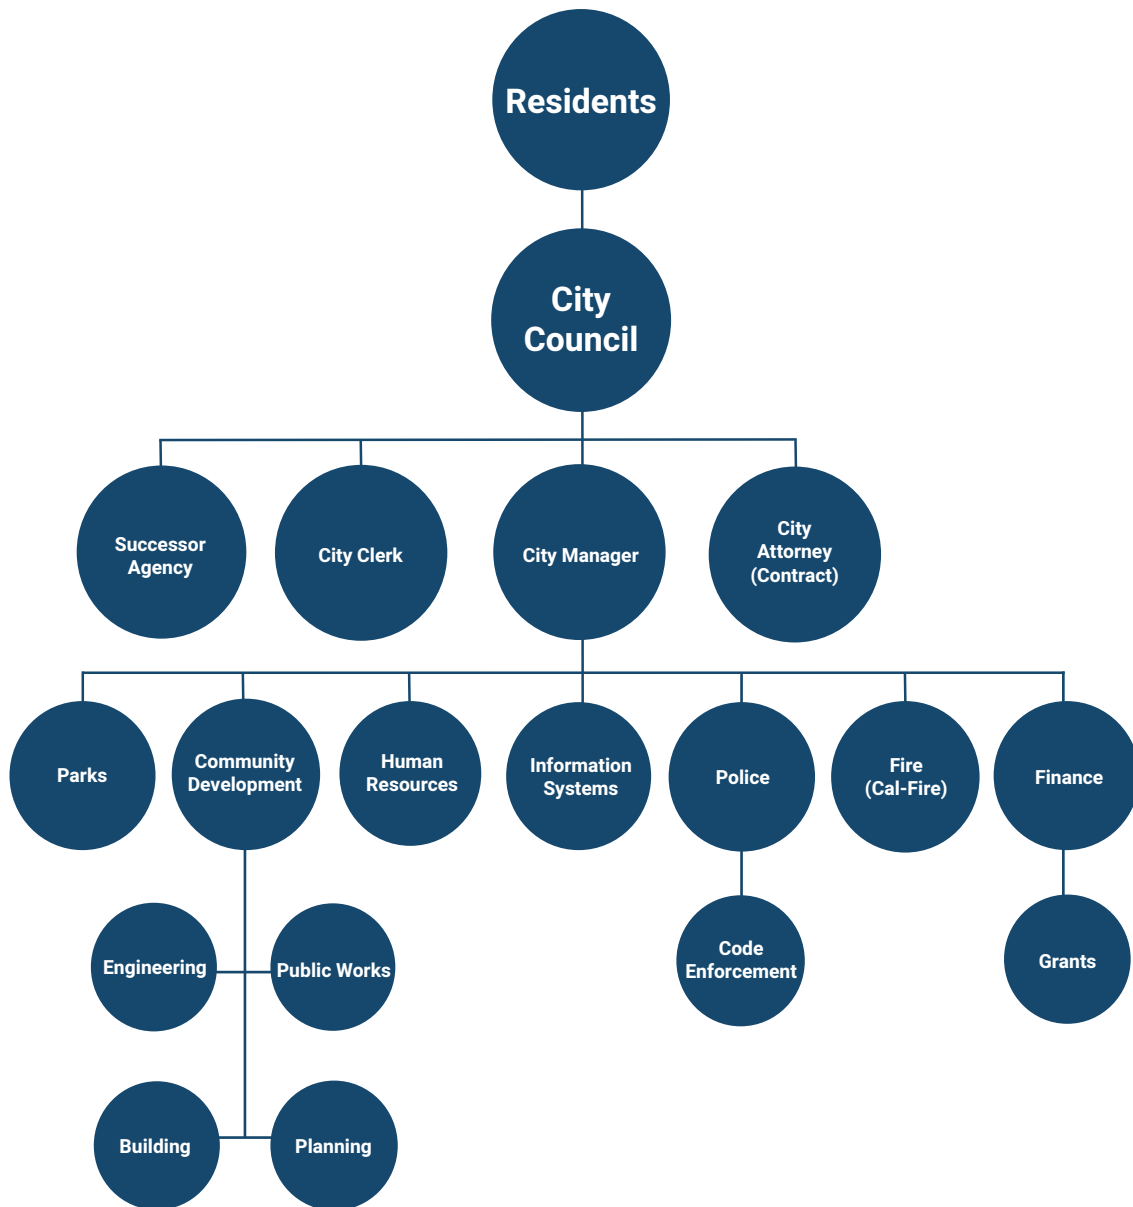 Residents
City
Council
Successor
Agency
City Clerk
City Manager
City
Attorney
(Contract)
Parks
Community
Development
Human
Resources
Information
Systems
Police
Fire
(Cal-Fire)
Finance
Engineering
Public Works
Code
Enforcement
Grants
Building
Planning